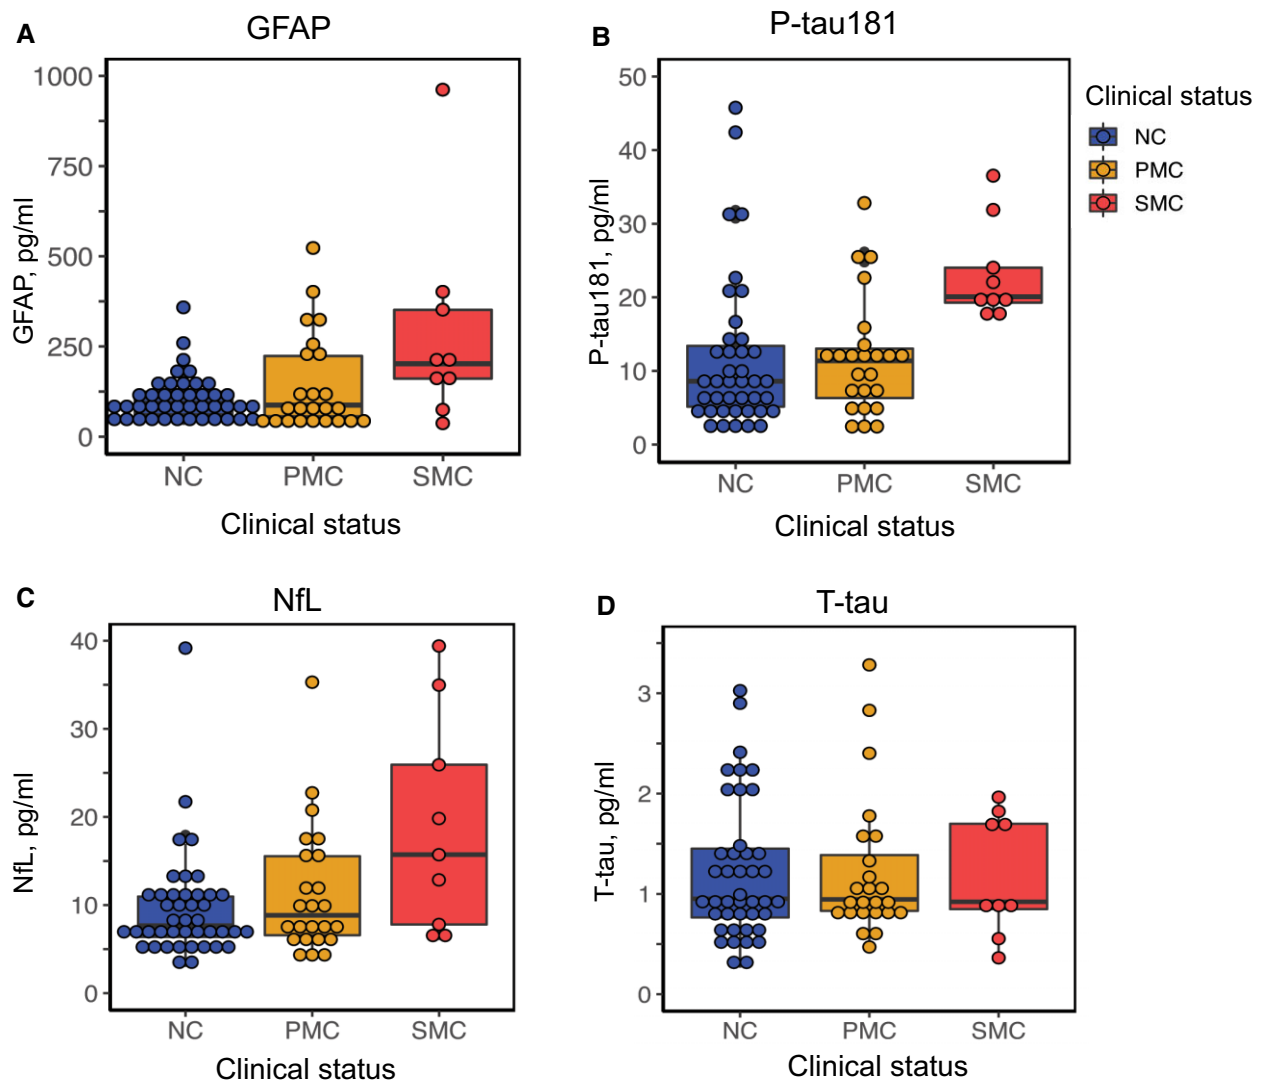 A
GFAP
1000
750
500
250
0
GFAP, pg/ml
NC
PMC
SMC
Clinical status
B
P-tau181
50
40
30
20
10
0
P-tau181, pg/ml
NC
PMC
SMC
Clinical status
Clinical status
NC
PMC
SMC
C
NfL
40
30
20
10
0
NfL, pg/ml
NC
PMC
SMC
Clinical status
D
T-tau
3
2
1
0
T-tau, pg/ml
NC
PMC
SMC
Clinical status